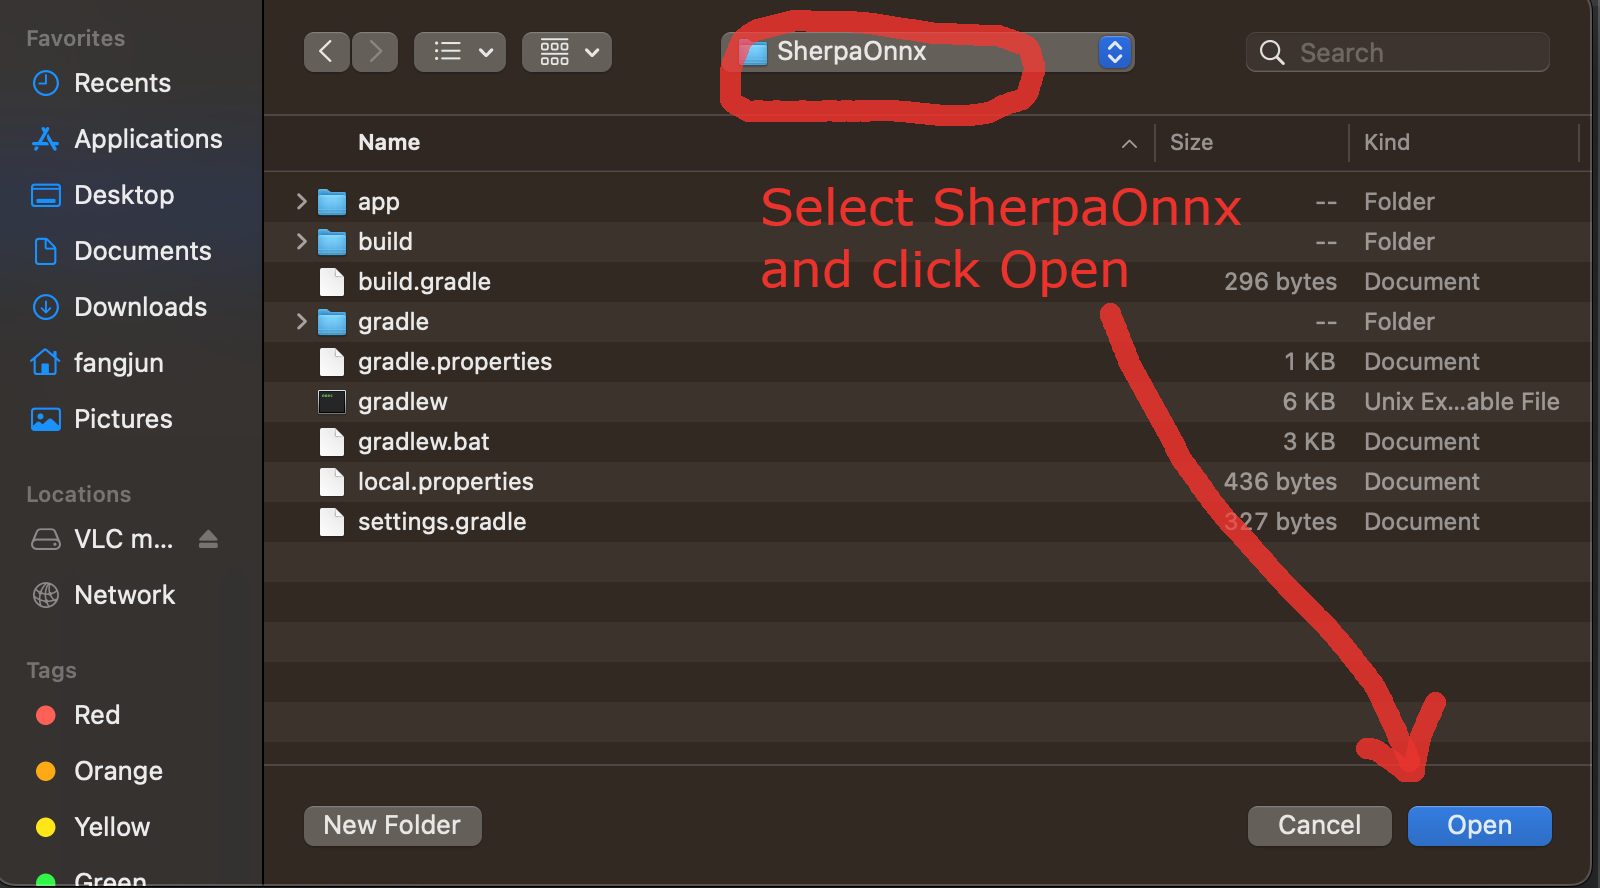 Favorites
Recents
Applications
Desktop
Documents
Downloads
fangjun
Pictures
Locations
VLC m...
Network
Tags
Red
Orange
Yellow
Green
SherpaOnnx
Search
Name Size Kind
app -- Folder
build -- Folder
build.gradle 296 bytes Document
gradle -- Folder
gradle.properties 1 KB Document
gradlew 6 KB Unix Ex...able File
gradlew.bat 3 KB Document
local.properties 436 bytes Document
settings.gradle 327 bytes Document
Select SherpaOnnx
and click Open
New Folder Cancel Open